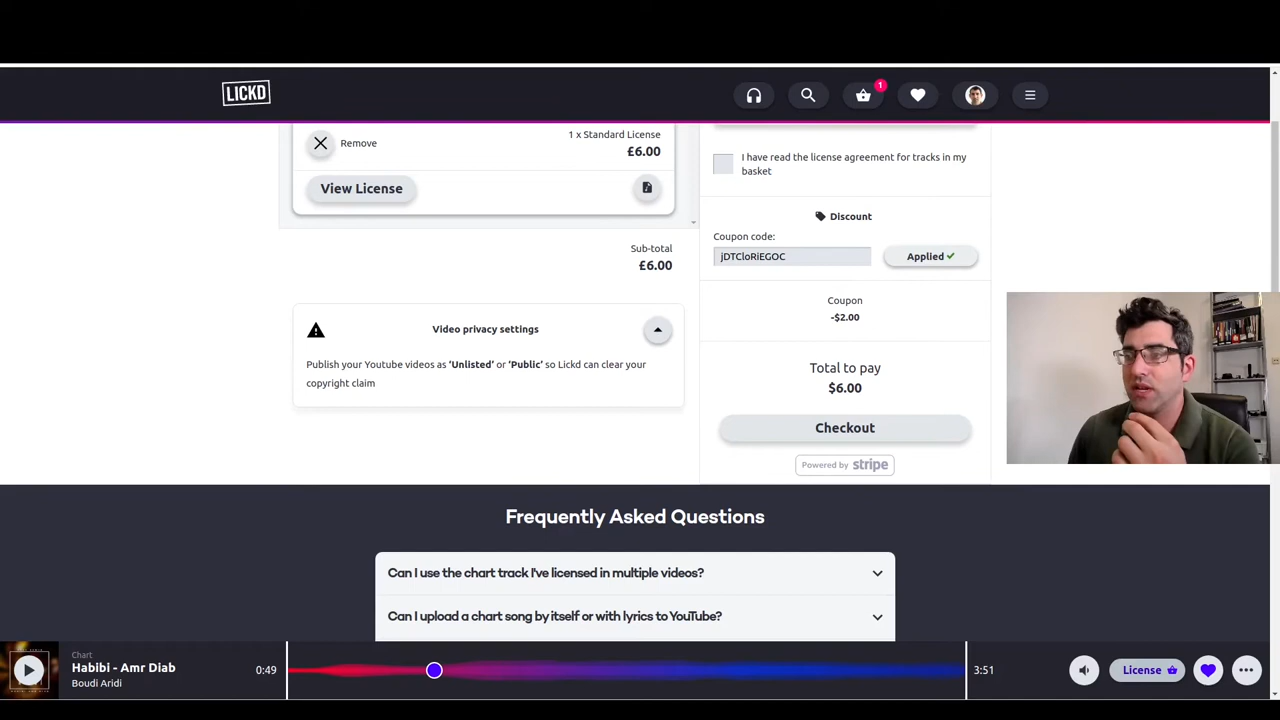 LICKD
1
Remove
1 x Standard License
£6.00
View License
Sub-total
£6.00
Video privacy settings
Publish your Youtube videos as ‘Unlisted’ or ‘Public’ so Lickd can clear your
copyright claim
I have read the license agreement for tracks in my
basket
Discount
Coupon code:
jDTCloRiEGOC
Applied
Coupon
-$2.00
Total to pay
$6.00
Checkout
Powered by stripe
Frequently Asked Questions
Can I use the chart track I've licensed in multiple videos?
Can I upload a chart song by itself or with lyrics to YouTube?
Chart
Habibi - Amr Diab
Boudi Aridi
0:49
3:51
License